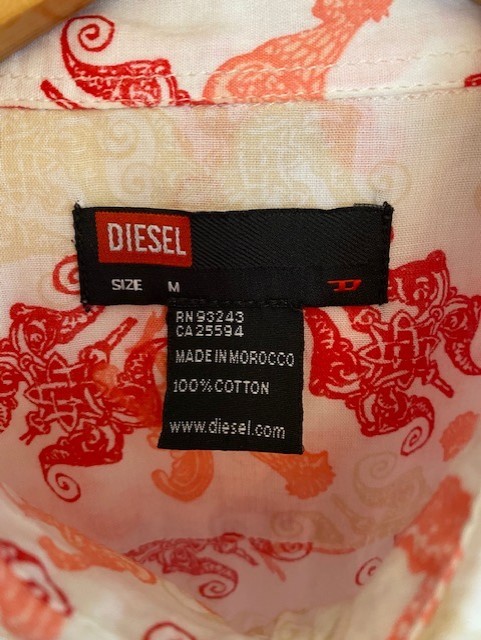 DIESEL
SIZE M
RN 93243
CA 25594
MADE IN MOROCCO
100% COTTON
www.diesel.com